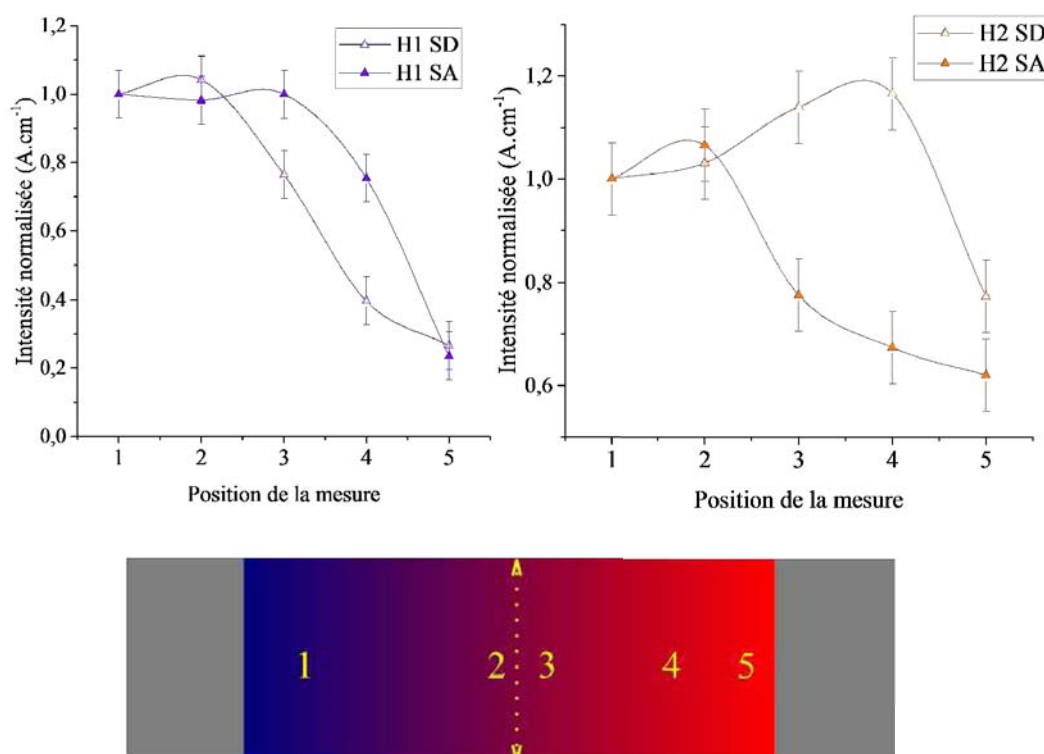 H1 SD
H1 SA
Intensité normalisée (A.cm⁻¹)
1,2
1,0
0,8
0,6
0,4
0,2
0,0
1 2 3 4 5
Position de la mesure
H2 SD
H2 SA
Intensité normalisée (A.cm⁻¹)
1,2
1,0
0,8
0,6
1 2 3 4 5
Position de la mesure
1 2 3 4 5